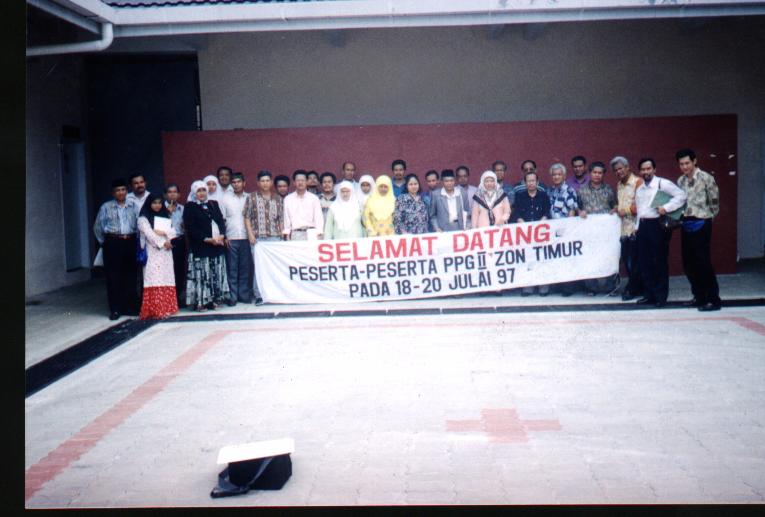 SELAMAT DATANG
PESERTA-PESERTA PPG II ZON TIMUR
PADA 18-20 JULAI 97